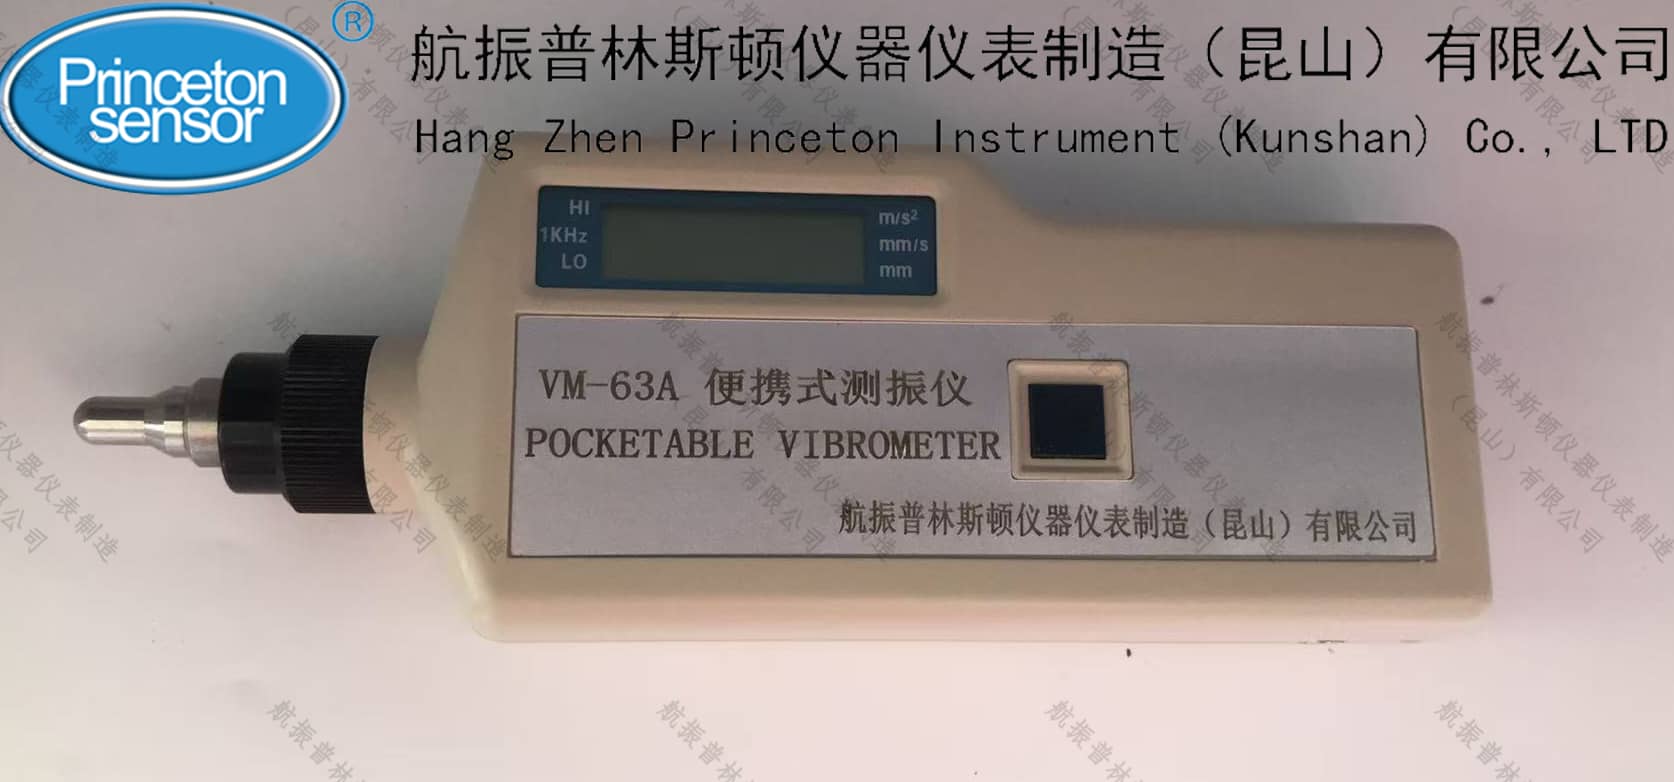 Princeton
sensor
®
航振普林斯顿仪器仪表制造（昆山）有限公司
Hang Zhen Princeton Instrument (Kunshan) Co., LTD
HI
1KHz
LO
m/s²
mm/s
mm
VM-63A 便携式测振仪
POCKETABLE VIBROMETER
航振普林斯顿仪器仪表制造（昆山）有限公司